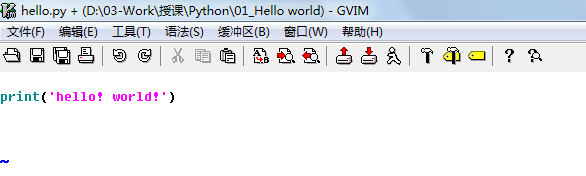 hello.py + (D:\03-Work\授课\Python\01_Hello world) - GVIM
文件(F) 编辑(E) 工具(T) 语法(S) 缓冲区(B) 窗口(W) 帮助(H)
print('hello! world!')
~